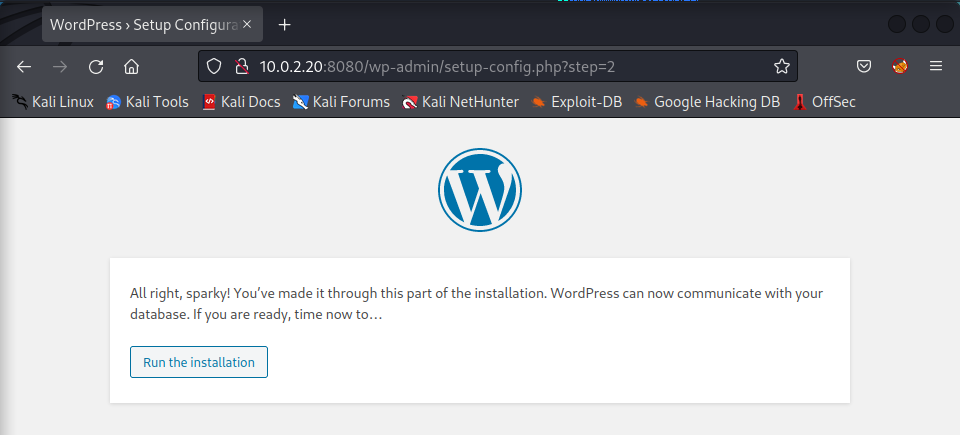 WordPress › Setup Configura
10.0.2.20:8080/wp-admin/setup-config.php?step=2
Kali Linux Kali Tools Kali Docs Kali Forums Kali NetHunter Exploit-DB Google Hacking DB OffSec
All right, sparky! You’ve made it through this part of the installation. WordPress can now communicate with your
database. If you are ready, time now to…
Run the installation